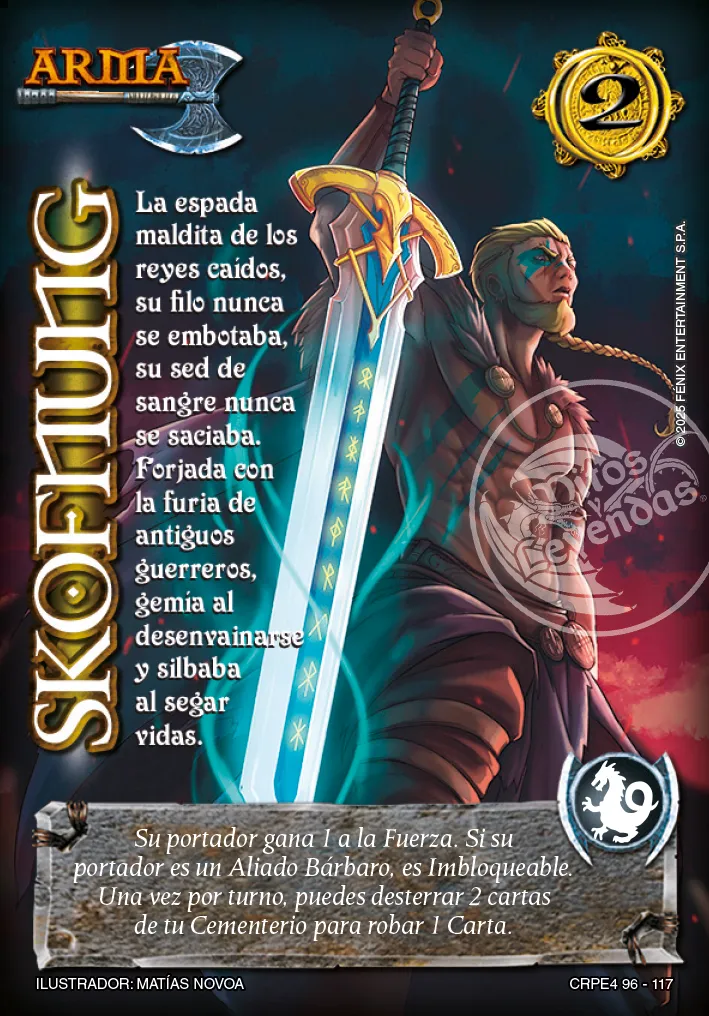 ARMA
2
SKOFNUNG
La espada
maldita de los
reyes caídos,
su filo nunca
se embotaba,
su sed de
sangre nunca
se saciaba.
Forjada con
la furia de
antiguos
guerreros,
gemía al
desenvainarse
y silbaba
al segar
vidas.
© 2025 FÉNIX ENTERTAINMENT S.P.A.
Mitos
y
Leyendas®
Su portador gana 1 a la Fuerza. Si su
portador es un Aliado Bárbaro, es Imbloqueable.
Una vez por turno, puedes desterrar 2 cartas
de tu Cementerio para robar 1 Carta.
ILUSTRADOR: MATÍAS NOVOA
CRPE4 96 - 117